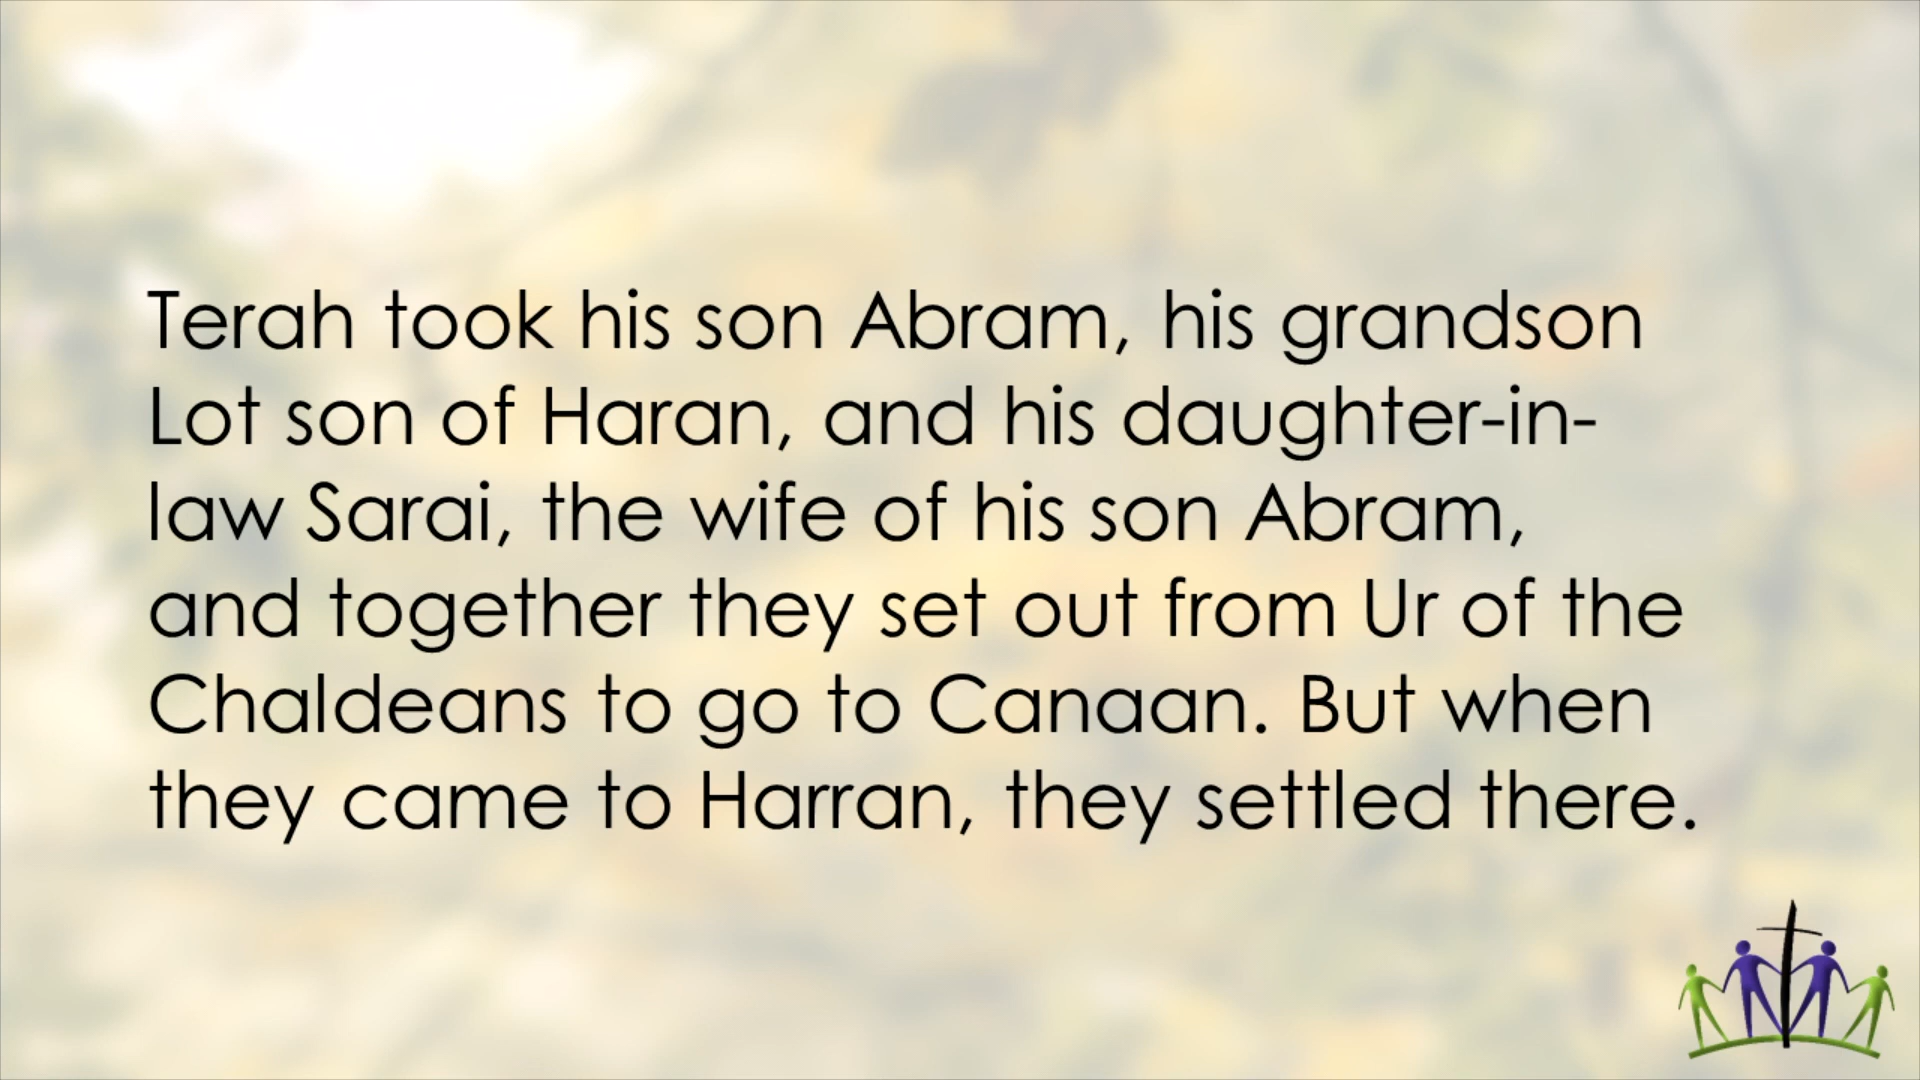 Terah took his son Abram, his grandson
Lot son of Haran, and his daughter-in-
law Sarai, the wife of his son Abram,
and together they set out from Ur of the
Chaldeans to go to Canaan. But when
they came to Harran, they settled there.